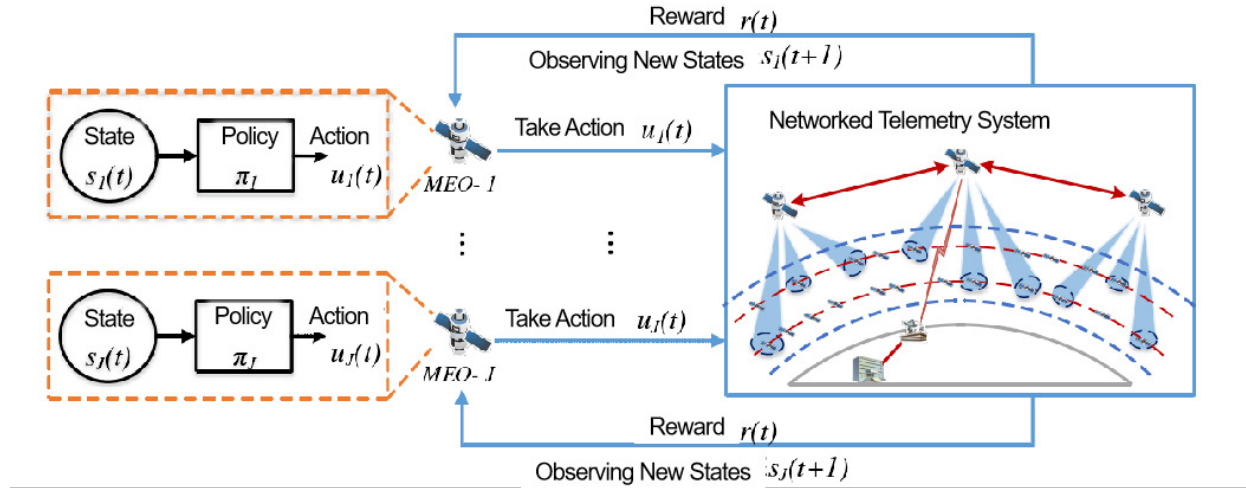 Reward r(t)
Observing New States s1(t+1)
State
s1(t)
Policy
π1
Action
u1(t)
MEO- 1
Take Action u1(t)
Networked Telemetry System
⋮
⋮
State
sJ(t)
Policy
πJ
Action
uJ(t)
MEO- J
Take Action uJ(t)
Reward r(t)
Observing New States sJ(t+1)